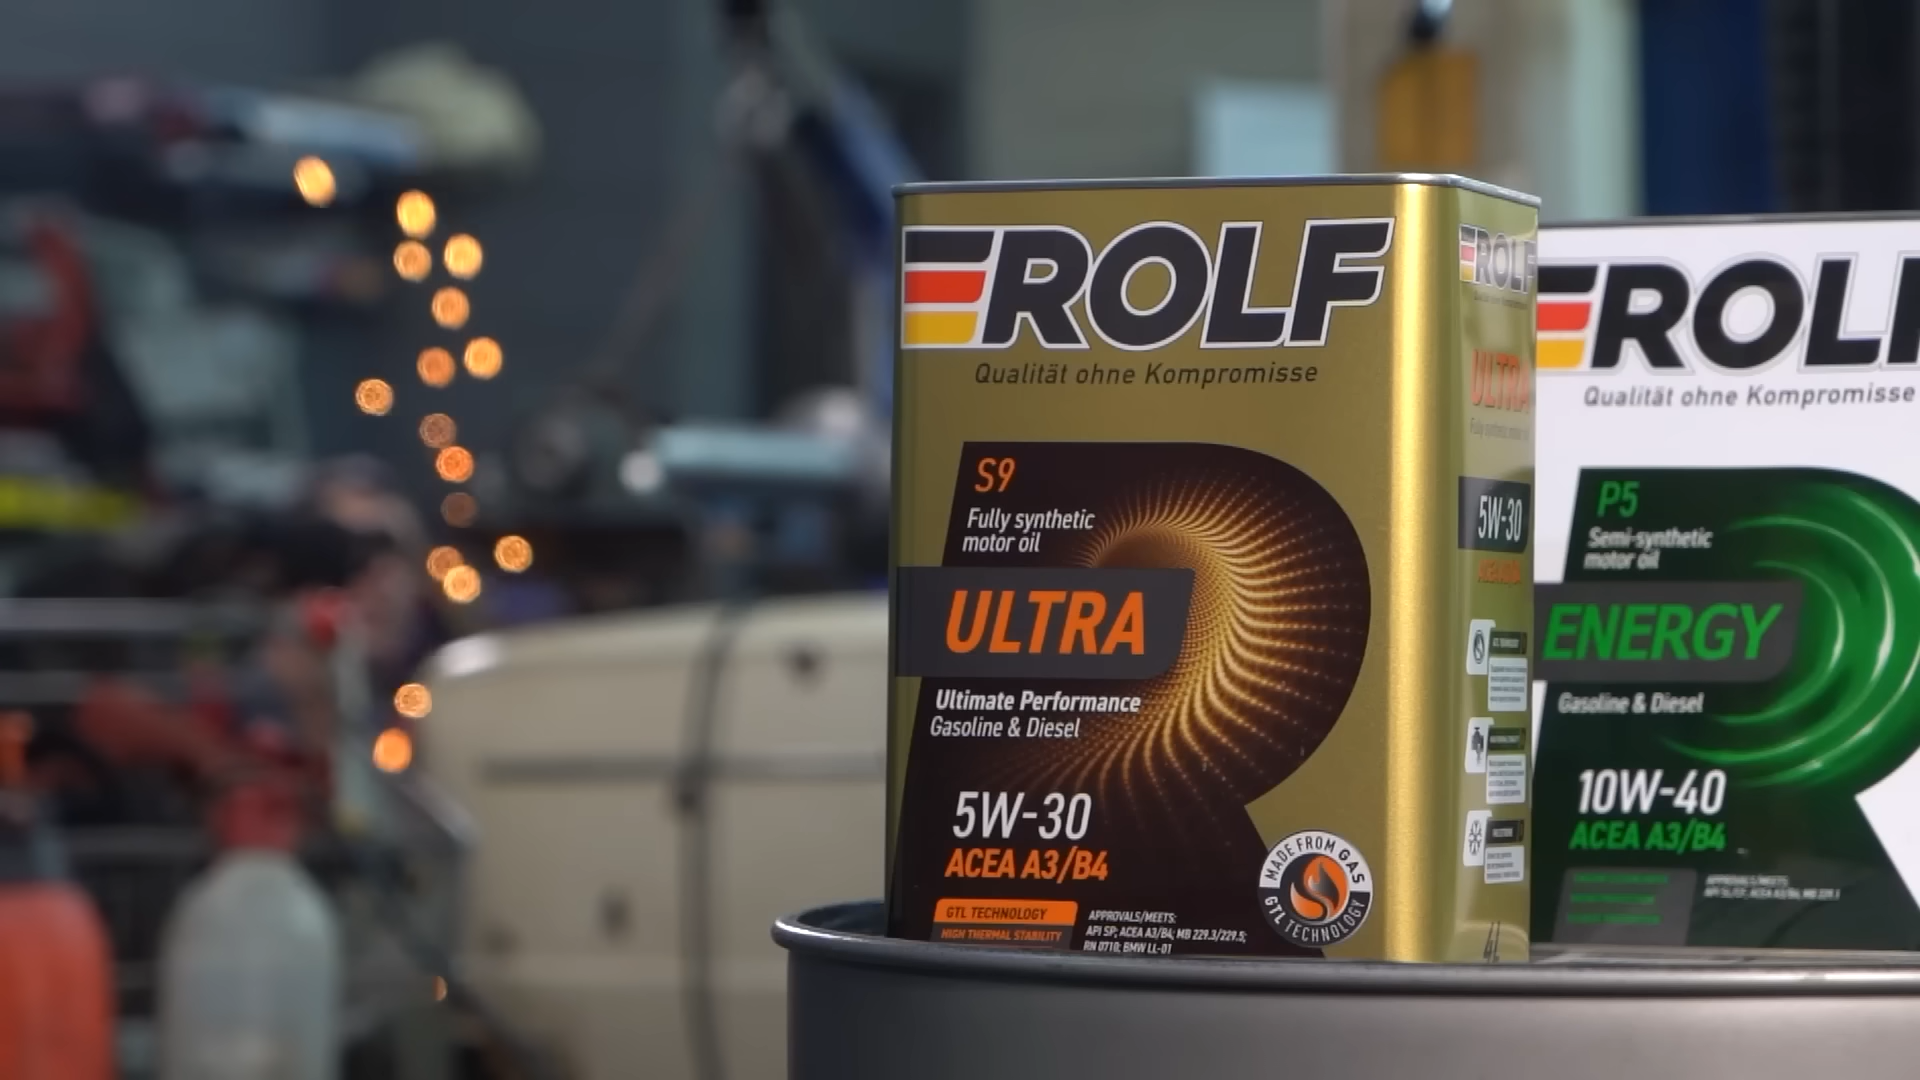 ROLF
Qualität ohne Kompromisse
S9
Fully synthetic
motor oil
ULTRA
Ultimate Performance
Gasoline & Diesel
5W-30
ACEA A3/B4
GTL TECHNOLOGY
HIGH THERMAL STABILITY
APPROVALS/MEETS:
API SP; ACEA A3/B4; MB 229.3/229.5;
RN 0710; BMW LL-01
MADE FROM GAS
GTL TECHNOLOGY
ROLF
ULTRA
5W-30
4L
ROLF
Qualität ohne Kompromisse
P5
Semi-synthetic
motor oil
ENERGY
Gasoline & Diesel
10W-40
ACEA A3/B4
APPROVALS/MEETS: